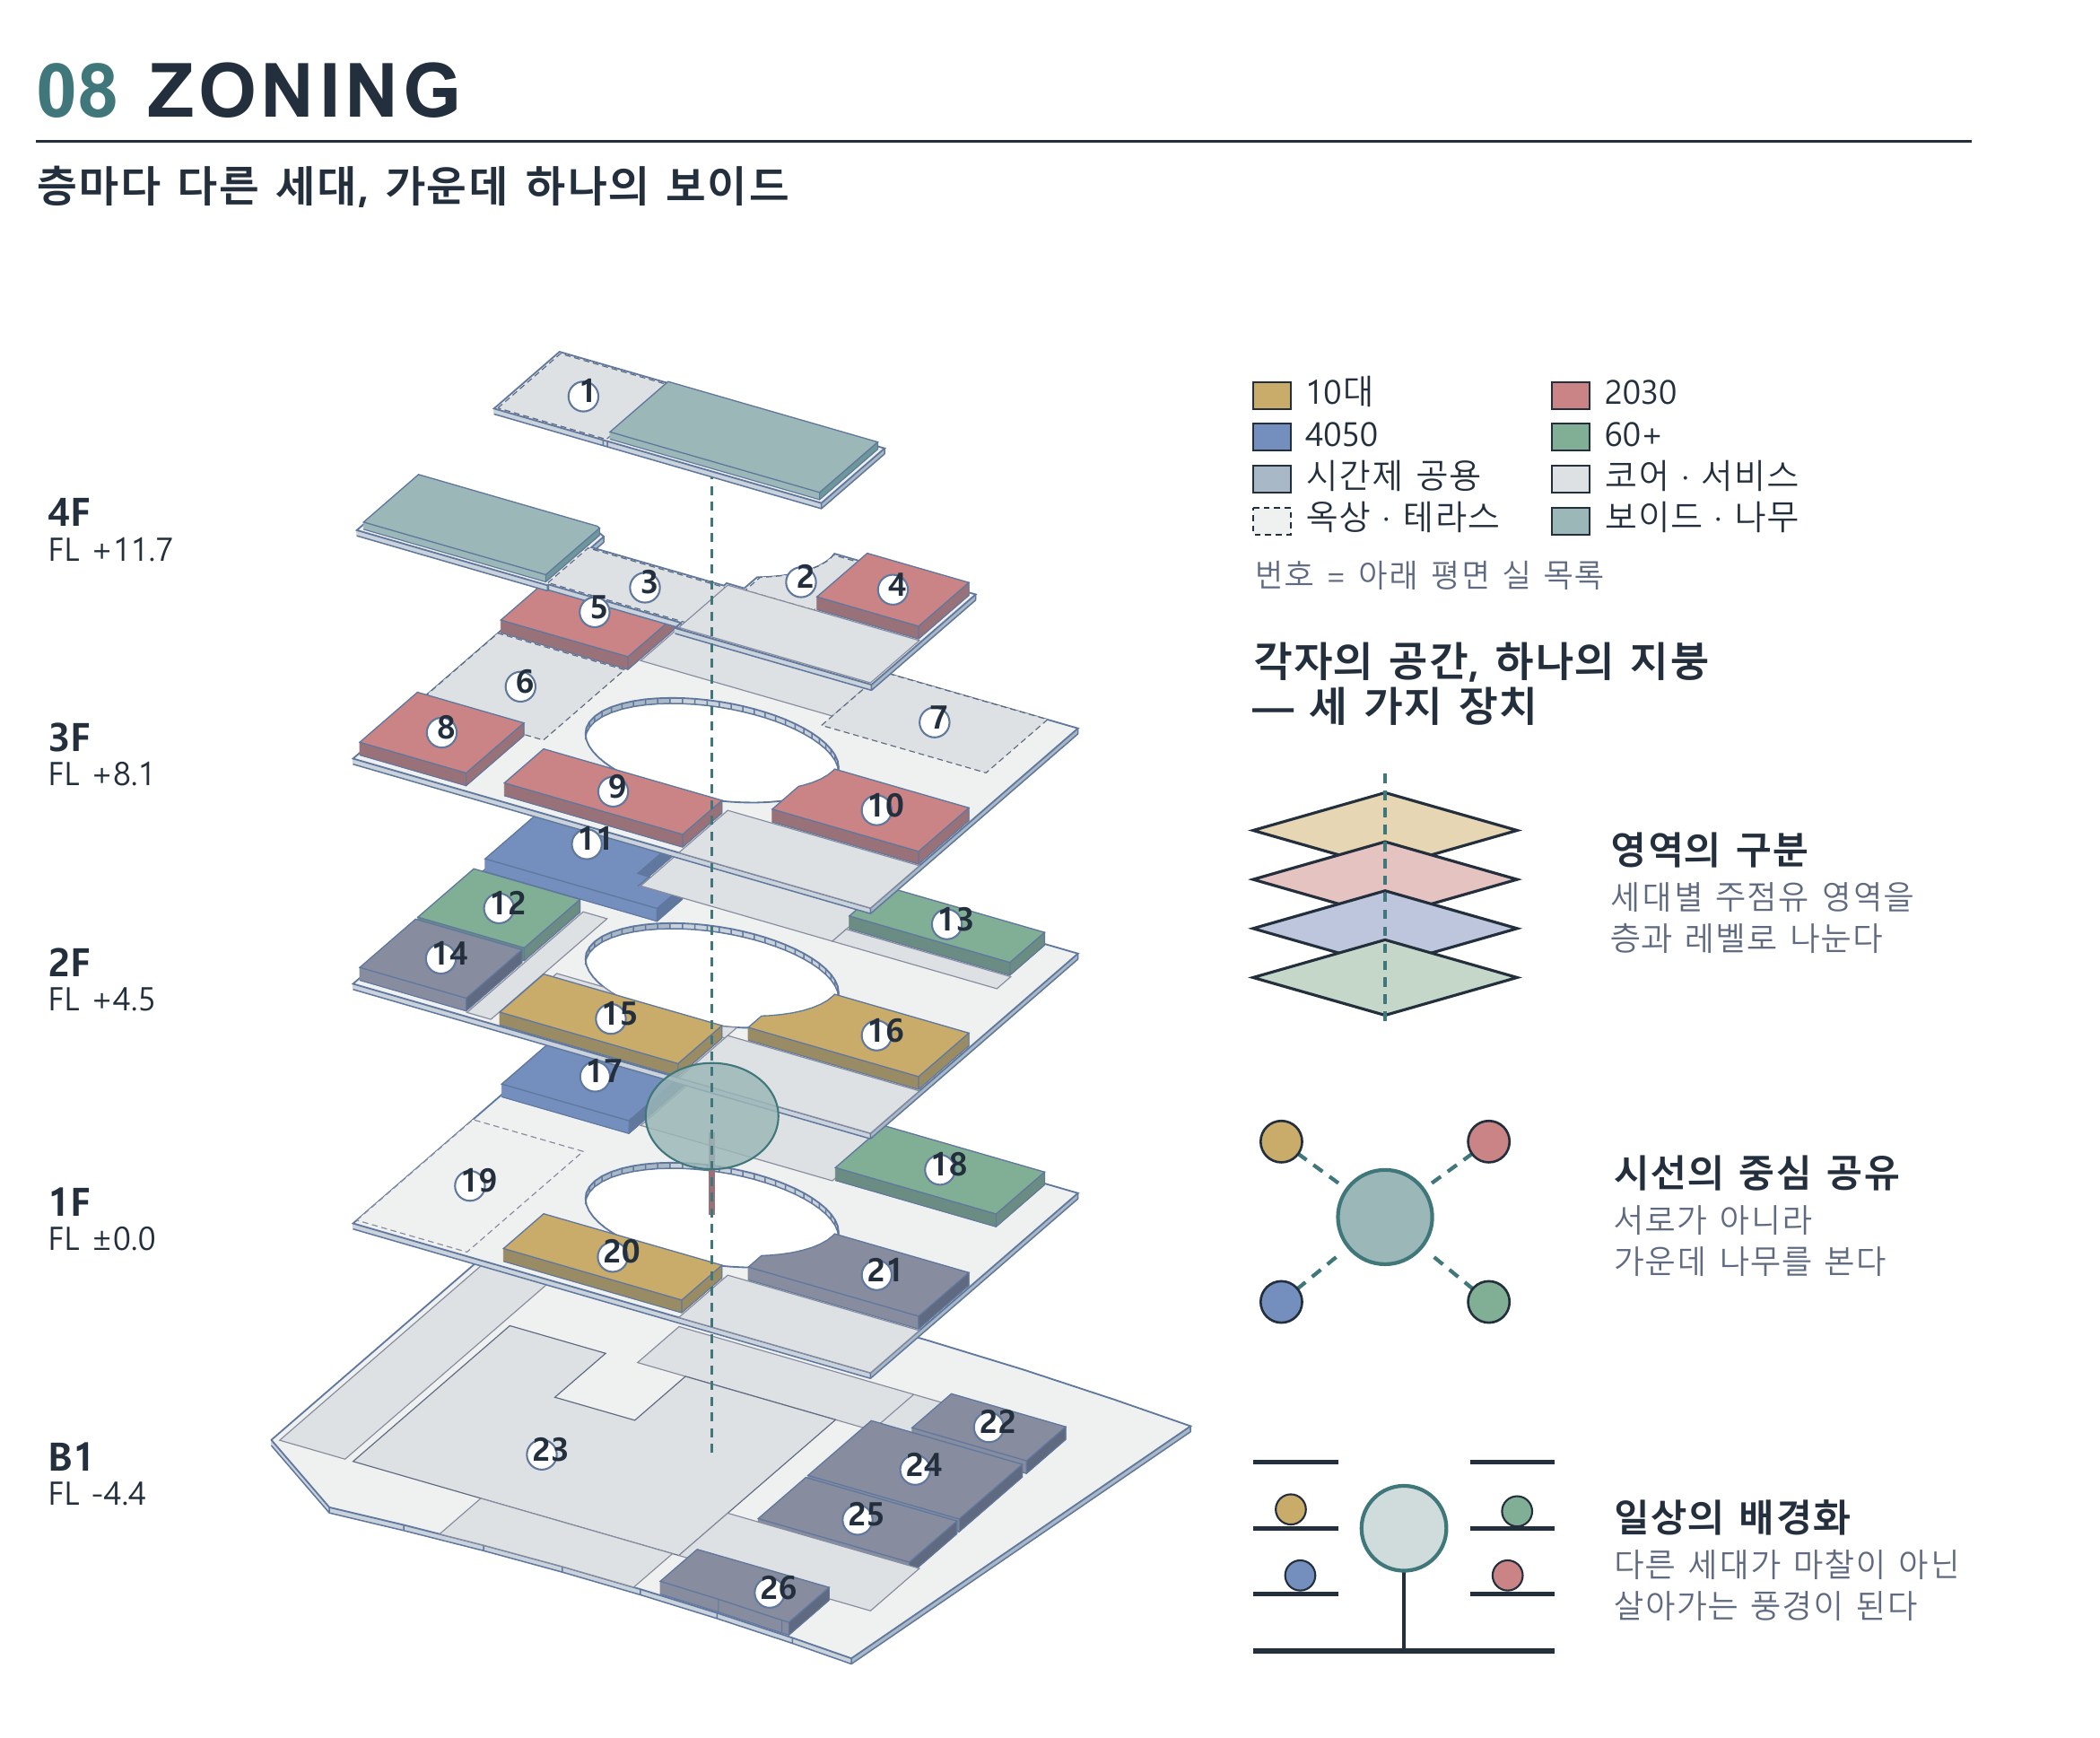 08 ZONING
층마다 다른 세대, 가운데 하나의 보이드
1
4F
FL +11.7
2
3
4
5
6
7
3F
FL +8.1
8
9
10
11
12
13
2F
FL +4.5
14
15
16
17
18
19
1F
FL ±0.0
20
21
22
23
24
B1
FL -4.4
25
26
10대
2030
4050
60+
시간제 공용
코어 · 서비스
옥상 · 테라스
보이드 · 나무
번호 = 아래 평면 실 목록
각자의 공간, 하나의 지붕
— 세 가지 장치
영역의 구분
세대별 주점유 영역을
층과 레벨로 나눈다
시선의 중심 공유
서로가 아니라
가운데 나무를 본다
일상의 배경화
다른 세대가 마찰이 아닌
살아가는 풍경이 된다